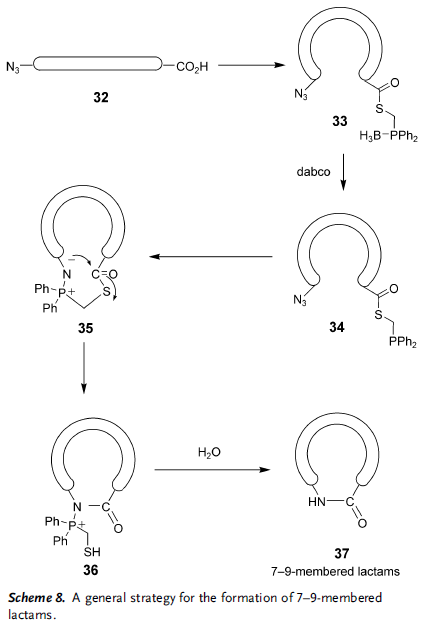 N₃ CO₂H
32
N₃ O
S
33
H₃B–PPh₂
dabco
N₃ O
S
34
PPh₂
– N C=O
Ph P+ S
Ph
35
N C
Ph P+ O
Ph
SH
36
H₂O
HN C
O
37
7–9-membered lactams
Scheme 8. A general strategy for the formation of 7–9-membered
lactams.